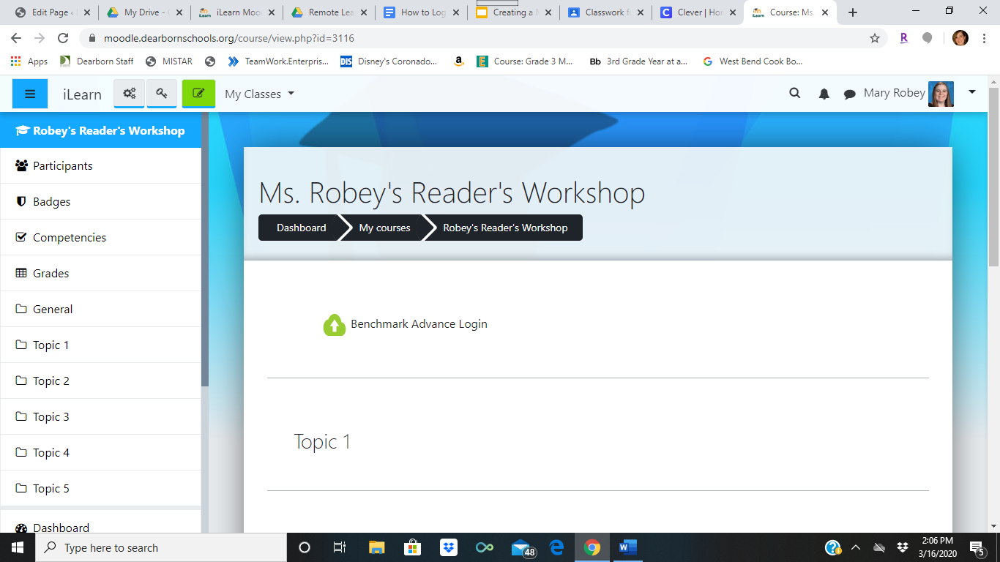 Edit Page ‹
My Drive - G
iLearn Moo
Remote Lea
How to Log
Creating a M
Classwork f
Clever | Ho
Course: Ms
moodle.dearbornschools.org/course/view.php?id=3116
R
Apps
Dearborn Staff
MISTAR
TeamWork.Enterpris...
DIS
Disney's Coronado...
a
E
Course: Grade 3 M...
Bb
3rd Grade Year at a...
G
West Bend Cook Bo...
iLearn
My Classes
Mary Robey
Robey's Reader's Workshop
Participants
Badges
Competencies
Grades
General
Topic 1
Topic 2
Topic 3
Topic 4
Topic 5
Dashboard
Ms. Robey's Reader's Workshop
Dashboard
My courses
Robey's Reader's Workshop
Benchmark Advance Login
Topic 1
Type here to search
48
2:06 PM
3/16/2020
5